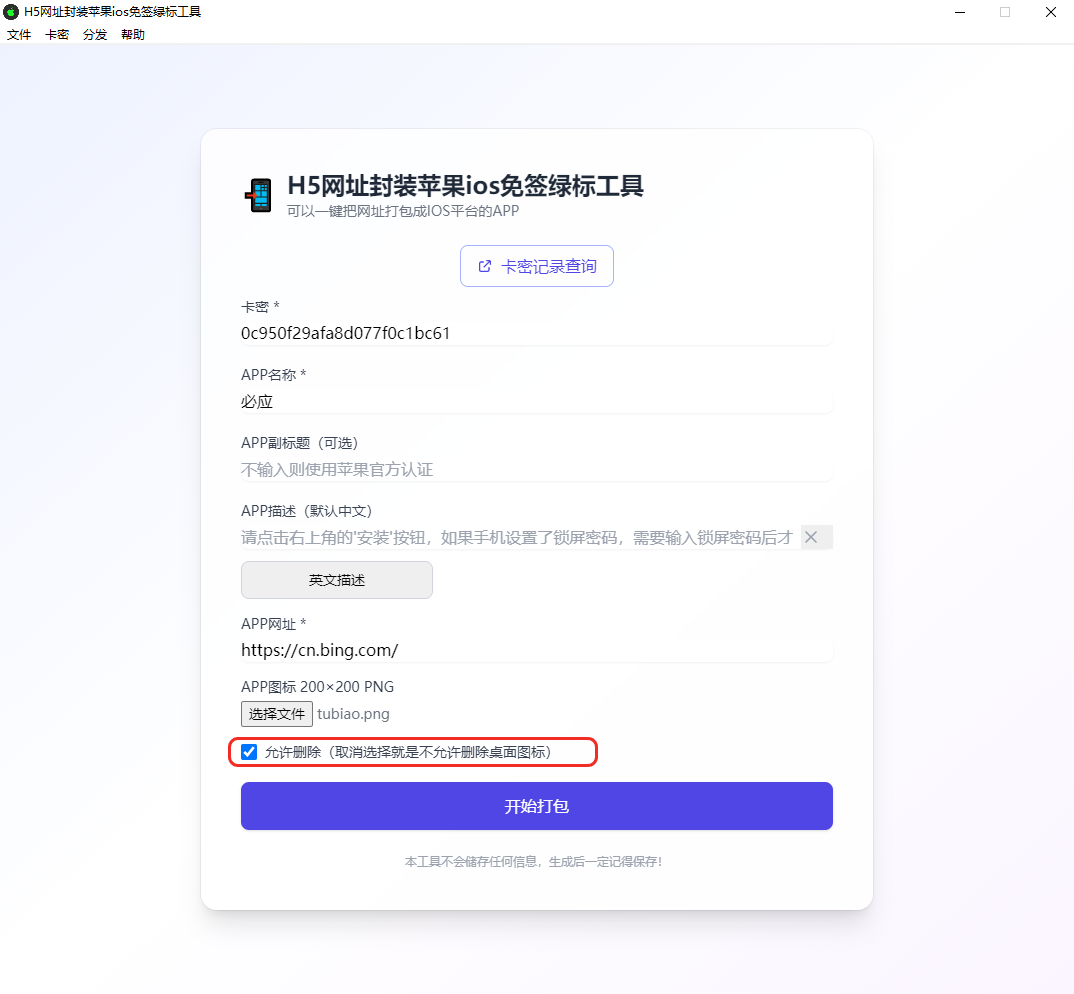 H5网址封装苹果ios免签绿标工具
文件 卡密 分发 帮助
H5网址封装苹果ios免签绿标工具
可以一键把网址打包成IOS平台的APP
卡密记录查询
卡密 *
0c950f29afa8d077f0c1bc61
APP名称 *
必应
APP副标题（可选）
不输入则使用苹果官方认证
APP描述（默认中文）
请点击右上角的'安装'按钮，如果手机设置了锁屏密码，需要输入锁屏密码后才
英文描述
APP网址 *
https://cn.bing.com/
APP图标 200×200 PNG
选择文件 tubiao.png
允许删除（取消选择就是不允许删除桌面图标）
开始打包
本工具不会储存任何信息，生成后一定记得保存！